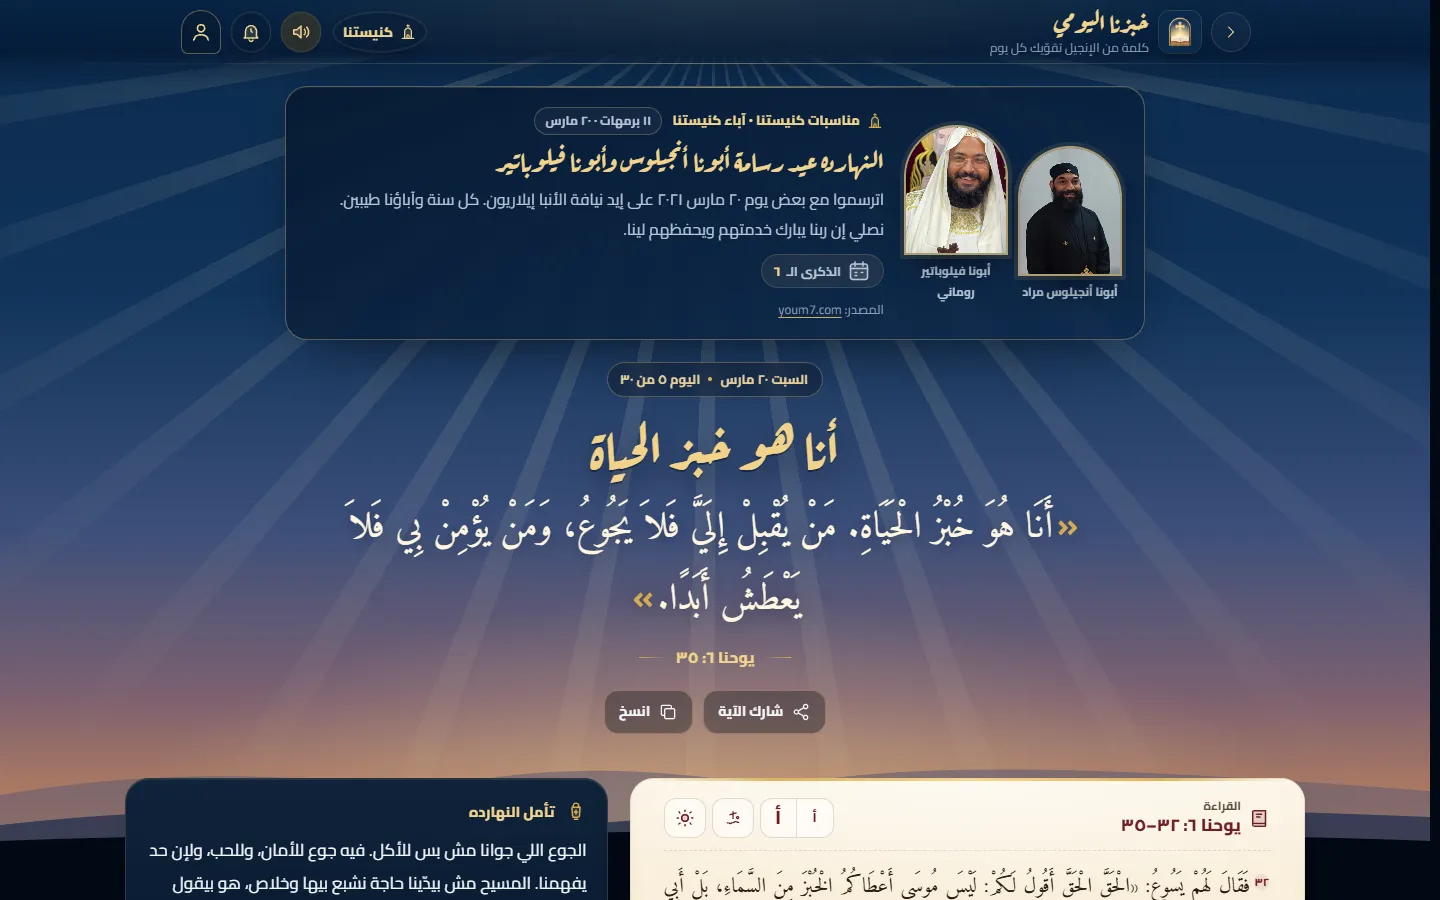 خبزنا اليومي
كلمة من الإنجيل تقوّيك كل يوم
كنيستنا
مناسبات كنيستنا • آباء كنيستنا
١١ برمهات · ٢٠ مارس
النهارده عيد رسامة أبونا أنجيلوس وأبونا فيلوباتير
اترسموا مع بعض يوم ٢٠ مارس ٢٠٢١ على إيد نيافة الأنبا إيلاريون. كل سنة وآباؤنا طيبين.
نصلي إن ربنا يبارك خدمتهم ويحفظهم لينا.
الذكرى الـ ٦
المصدر: youm7.com
أبونا أنجيلوس مراد
أبونا فيلوباتير
روماني
السبت ٢٠ مارس • اليوم ٥ من ٣٠
أنا هو خبز الحياة
«أَنَا هُوَ خُبْزُ الْحَيَاةِ. مَنْ يُقْبِلْ إِلَيَّ فَلاَ يَجُوعُ، وَمَنْ يُؤْمِنْ بِي فَلاَ
يَعْطَشُ أَبَدًا.»
يوحنا ٦: ٣٥
شارك الآية
انسخ
القراءة
يوحنا ٦: ٣٢–٣٥
أ
أ
٣٢ فَقَالَ لَهُمْ يَسُوعُ: «الْحَقَّ الْحَقَّ أَقُولُ لَكُمْ: لَيْسَ مُوسَى أَعْطَاكُمُ الْخُبْزَ مِنَ السَّمَاءِ، بَلْ أَبِي
تأمل النهارده
الجوع اللي جوانا مش بس للأكل. فيه جوع للأمان، وللحب، ولإن حد
يفهمنا. المسيح مش بيدّينا حاجة نشبع بيها وخلاص، هو بيقول